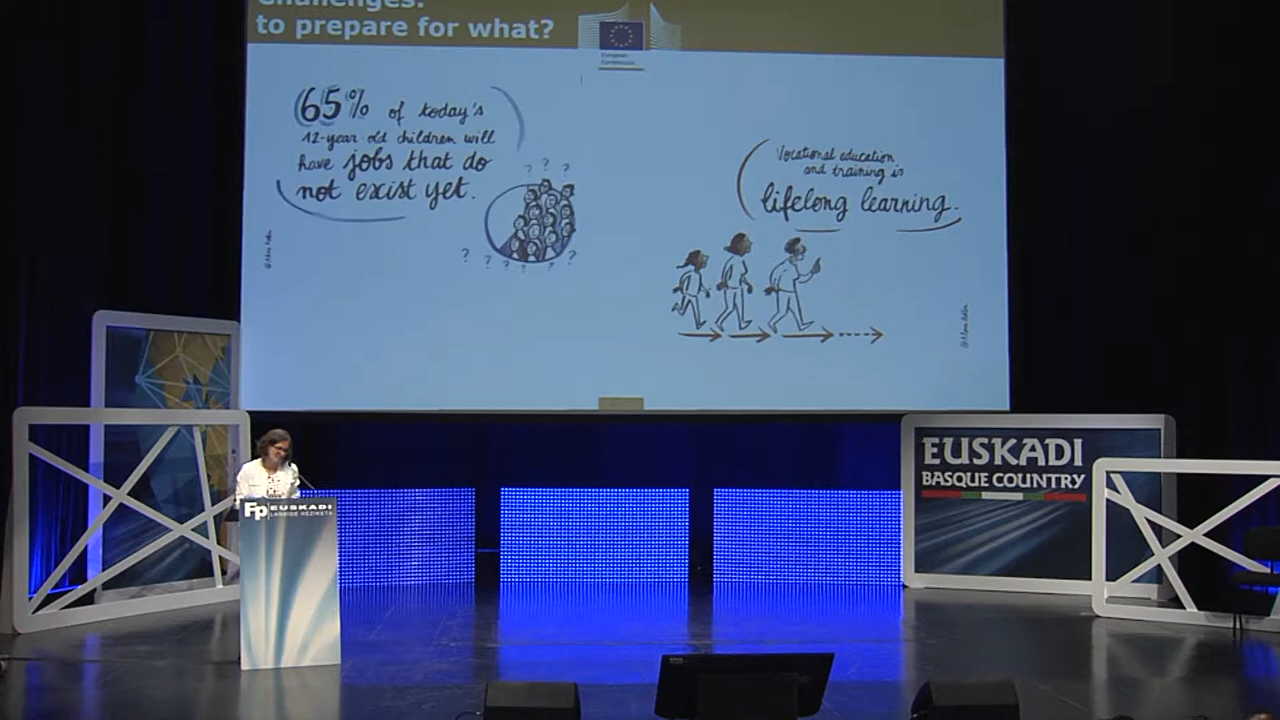 Challenges:
to prepare for what?
European
Commission
65% of today's
12-year-old children will
have jobs that do
not exist yet.
? ? ?
? ? ? ? ? ? ?
Vocational education
and training is
lifelong learning.
Fp EUSKADI
LANBIDE HEZIKETA
EUSKADI
BASQUE COUNTRY